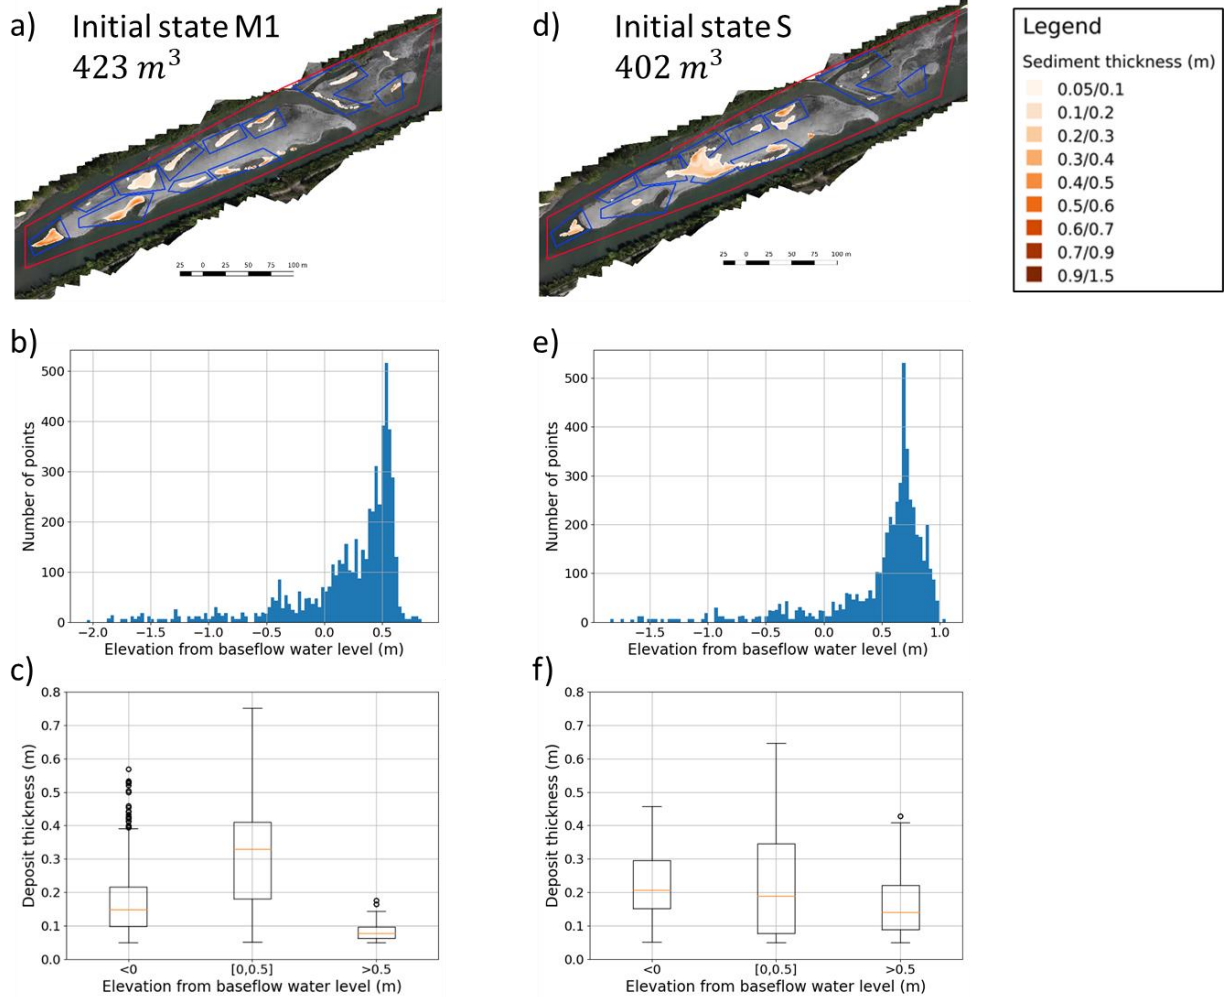 a)
Initial state M1
423 m³
25 0 25 50 75 100 m
d)
Initial state S
402 m³
25 0 25 50 75 100 m
Legend
Sediment thickness (m)
0.05/0.1
0.1/0.2
0.2/0.3
0.3/0.4
0.4/0.5
0.5/0.6
0.6/0.7
0.7/0.9
0.9/1.5
b)
Number of points
500
400
300
200
100
0
−2.0 −1.5 −1.0 −0.5 0.0 0.5
Elevation from baseflow water level (m)
e)
Number of points
500
400
300
200
100
0
−1.5 −1.0 −0.5 0.0 0.5 1.0
Elevation from baseflow water level (m)
c)
Deposit thickness (m)
0.8
0.7
0.6
0.5
0.4
0.3
0.2
0.1
0.0
<0 [0,0.5] >0.5
Elevation from baseflow water level (m)
f)
Deposit thickness (m)
0.8
0.7
0.6
0.5
0.4
0.3
0.2
0.1
0.0
<0 [0,0.5] >0.5
Elevation from baseflow water level (m)